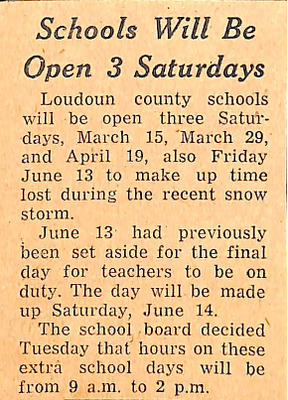 Schools Will Be
Open 3 Saturdays
Loudoun county schools
will be open three Satur-
days, March 15, March 29,
and April 19, also Friday
June 13 to make up time
lost during the recent snow
storm.
June 13 had previously
been set aside for the final
day for teachers to be on
duty. The day will be made
up Saturday, June 14.
The school board decided
Tuesday that hours on these
extra school days will be
from 9 a.m. to 2 p.m.